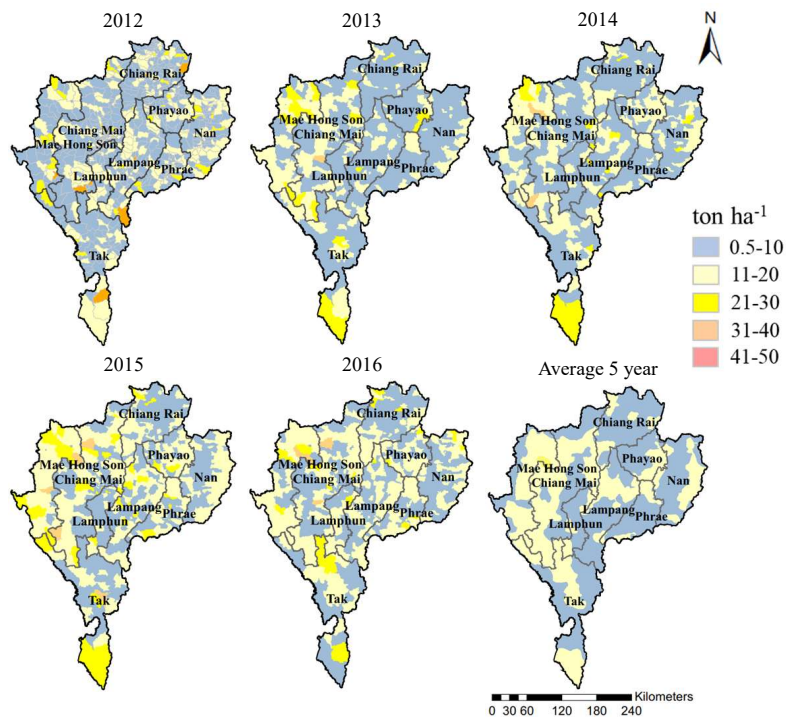 2012
2013
2014
N
Chiang Rai
Phayao
Nan
Chiang Mai
Mae Hong Son
Lampang
Phrae
Lamphun
Tak
Chiang Rai
Phayao
Mae Hong Son
Chiang Mai
Nan
Lampang
Phrae
Lamphun
Tak
Chiang Rai
Phayao
Mae Hong Son
Chiang Mai
Nan
Lampang
Phrae
Lamphun
Tak
ton ha-1
0.5-10
11-20
21-30
31-40
41-50
2015
2016
Average 5 year
Chiang Rai
Phayao
Mae Hong Son
Chiang Mai
Nan
Lampang
Phrae
Lamphun
Tak
Chiang Rai
Phayao
Mae Hong Son
Chiang Mai
Nan
Lampang
Phrae
Lamphun
Tak
Chiang Rai
Phayao
Mae Hong Son
Chiang Mai
Nan
Lampang
Phrae
Lamphun
Tak
Kilometers
0 30 60 120 180 240